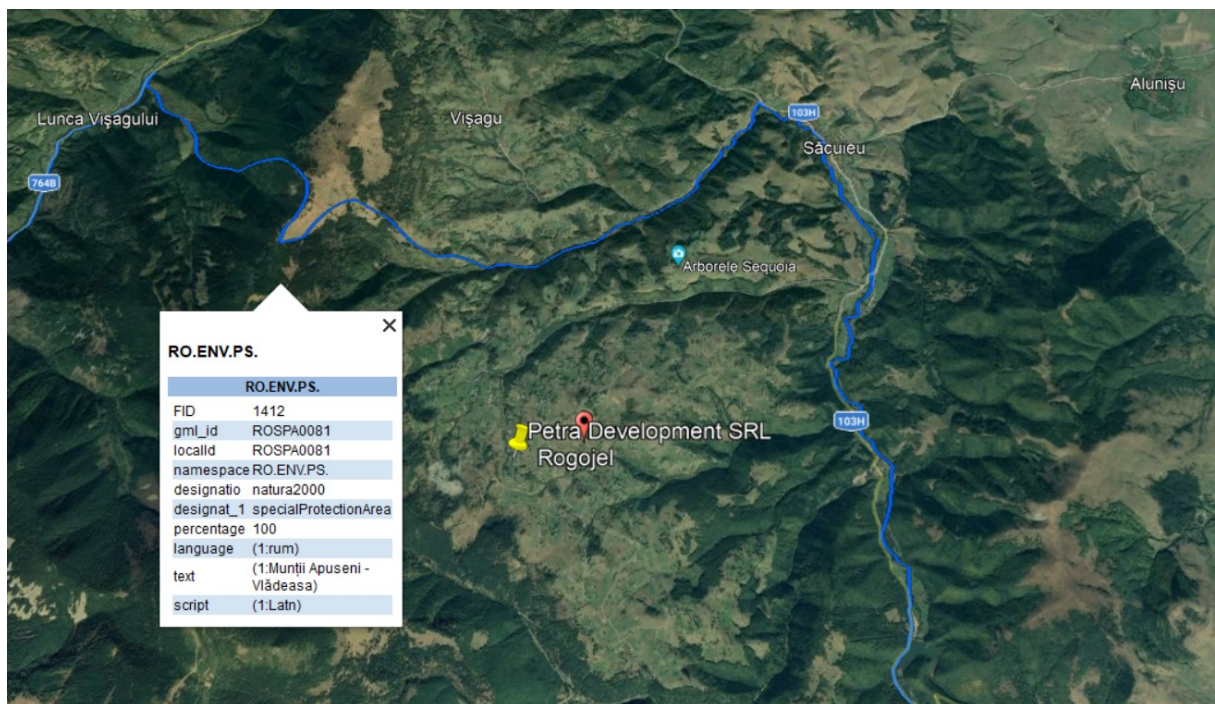 Alunişu
Lunca Vişagului
Vişagu
103H
Săcuieu
764B
Arborele Sequoia
RO.ENV.PS.
RO.ENV.PS.
FID 1412
gml_id ROSPA0081
localId ROSPA0081
namespace RO.ENV.PS.
designatio natura2000
designat_1 specialProtectionArea
percentage 100
language (1:rum)
text (1:Munții Apuseni -
Vlădeasa)
script (1:Latn)
Petra Development SRL
Rogojel
103H